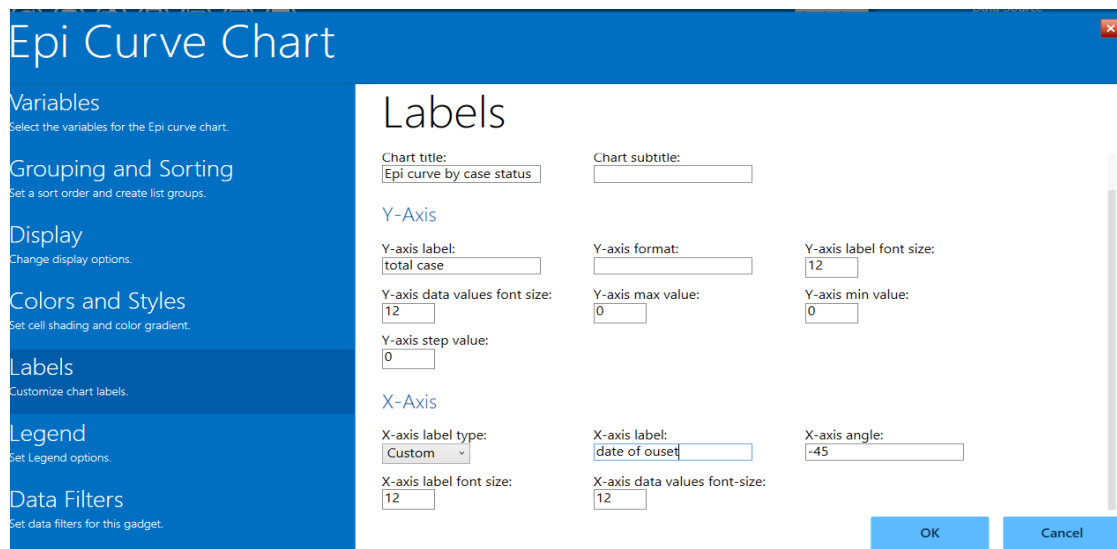 Data Source
Epi Curve Chart
Variables
Select the variables for the Epi curve chart.
Grouping and Sorting
Set a sort order and create list groups.
Display
Change display options.
Colors and Styles
Set cell shading and color gradient.
Labels
Customize chart labels.
Legend
Set Legend options.
Data Filters
Set data filters for this gadget.
Labels
Chart title: Chart subtitle:
Epi curve by case status
Y-Axis
Y-axis label: Y-axis format: Y-axis label font size:
total case 12
Y-axis data values font size: Y-axis max value: Y-axis min value:
12 0 0
Y-axis step value:
0
X-Axis
X-axis label type: X-axis label: X-axis angle:
Custom date of ouset -45
X-axis label font size: X-axis data values font-size:
12 12
OK Cancel